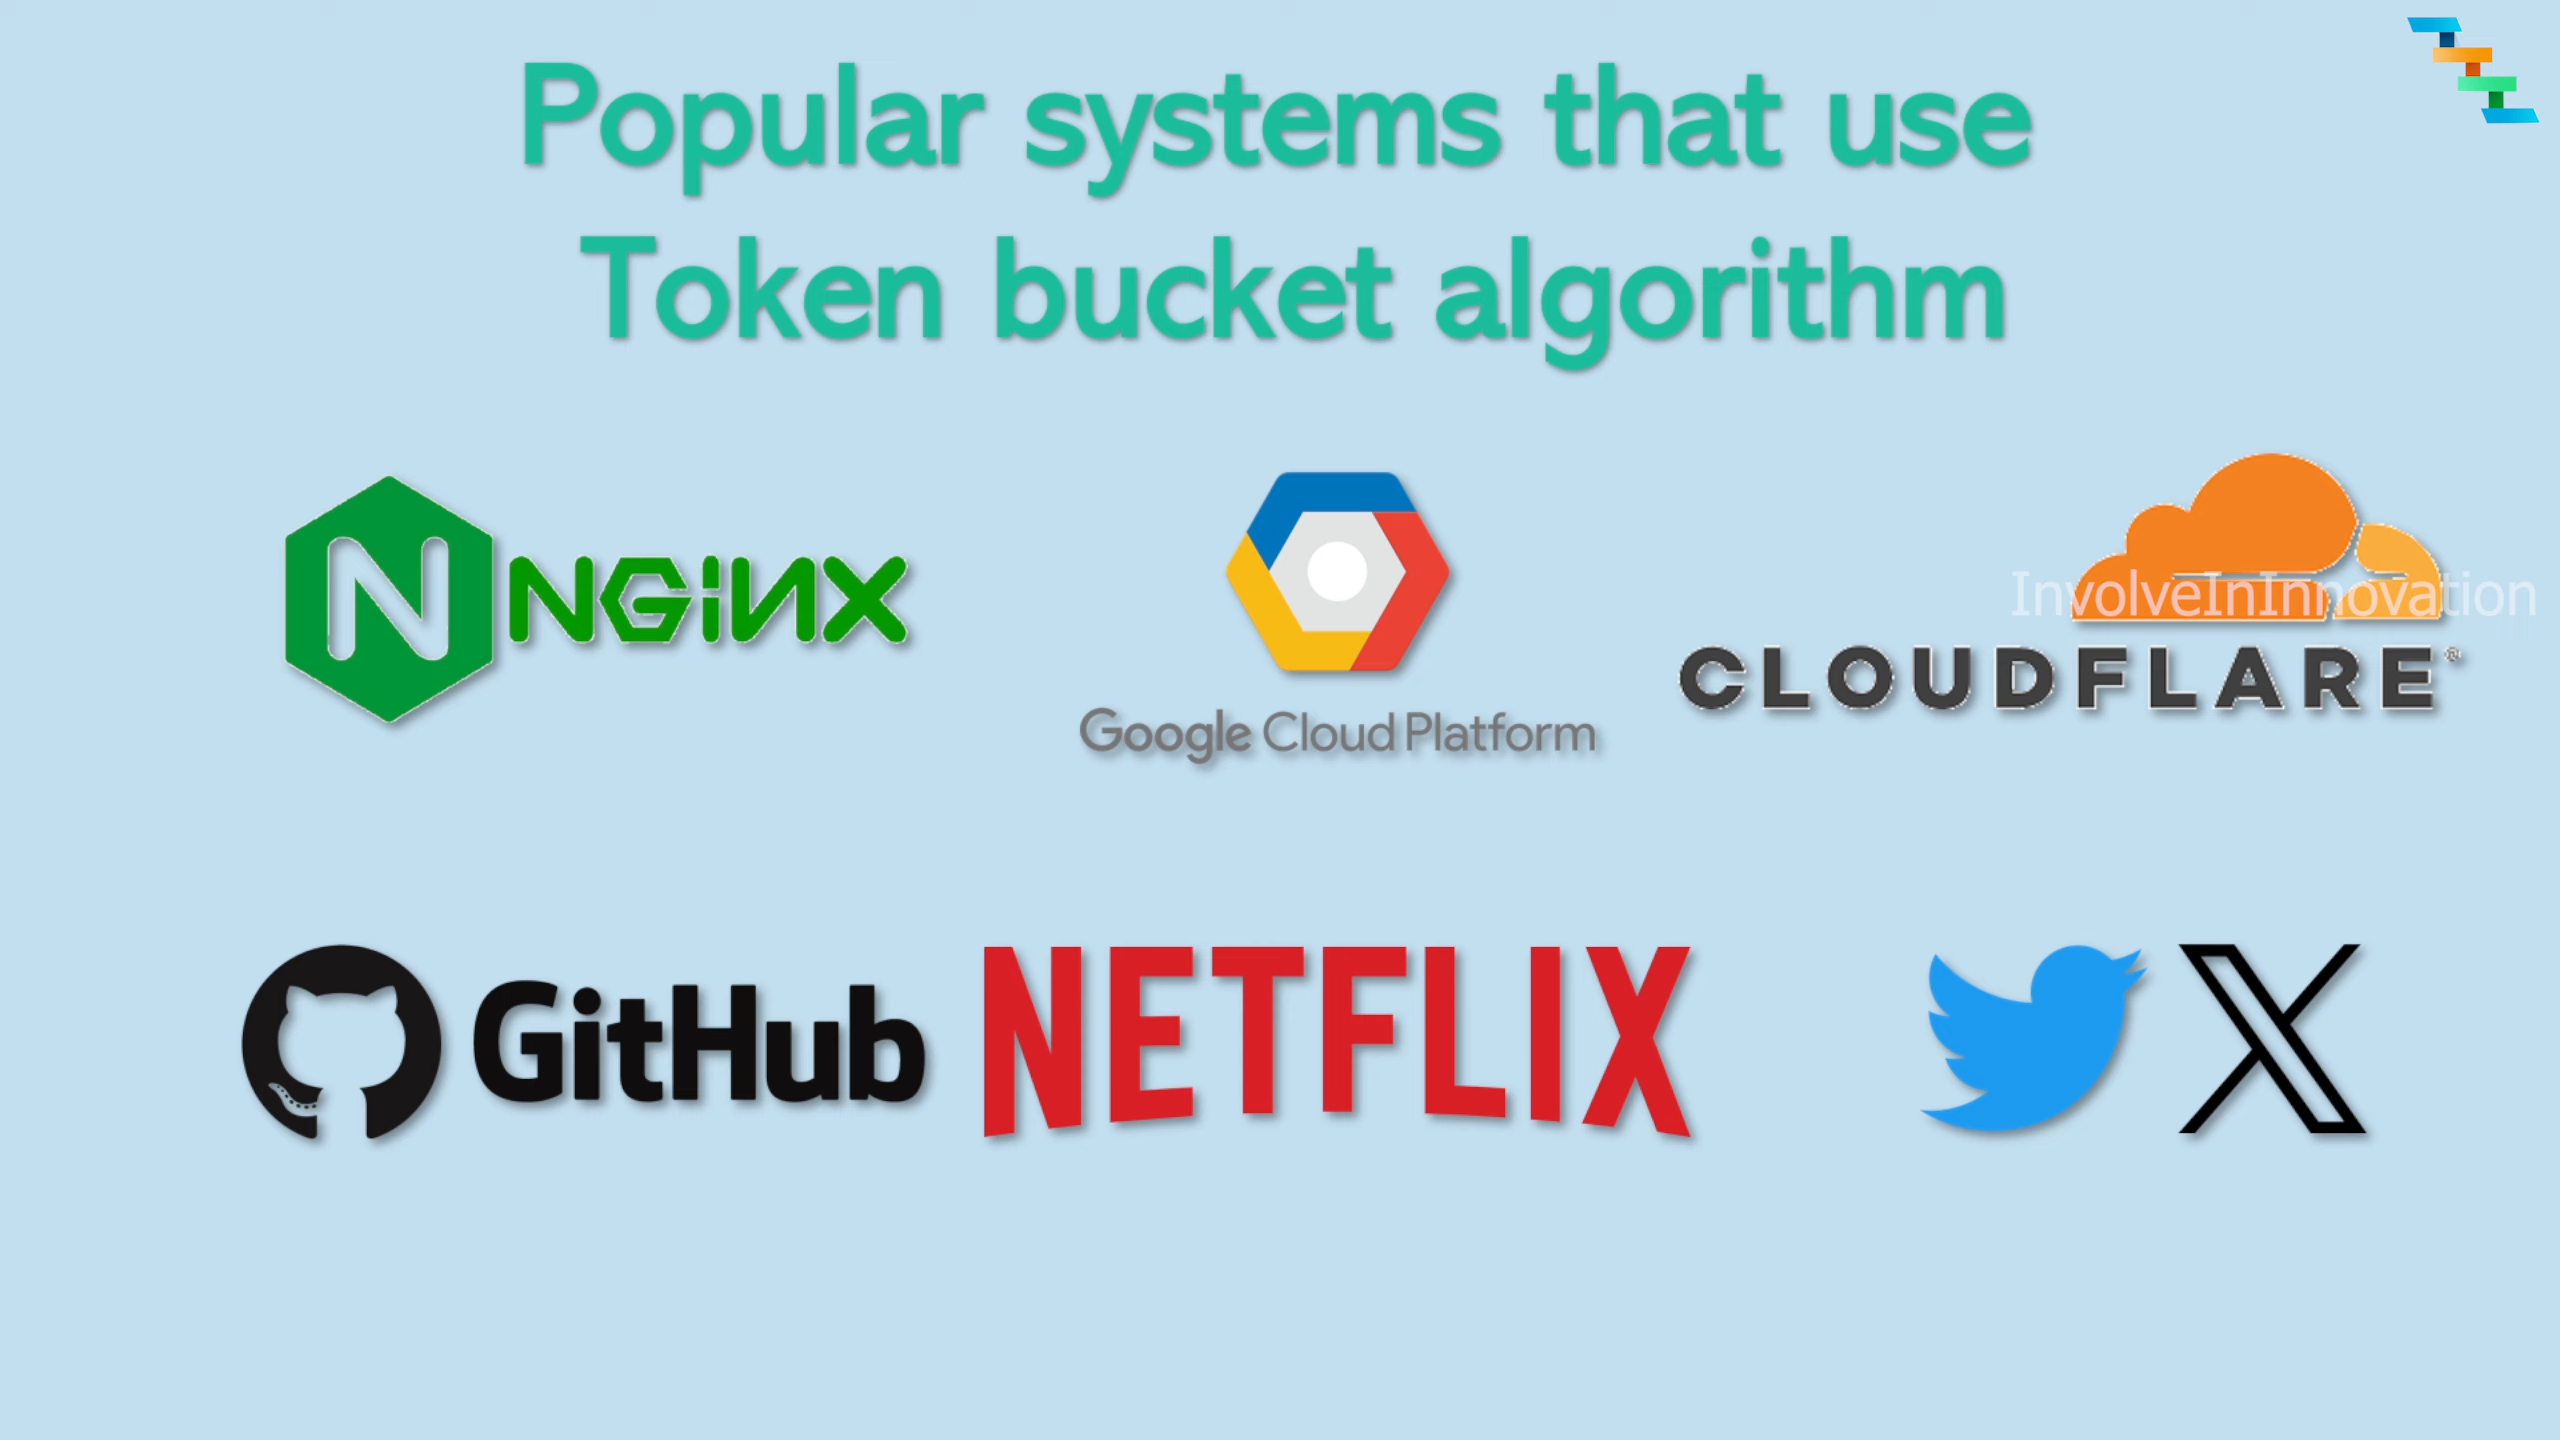 Popular systems that use
Token bucket algorithm
NGINX
Google Cloud Platform
InvolveInInnovation
CLOUDFLARE®
GitHub
NETFLIX
X